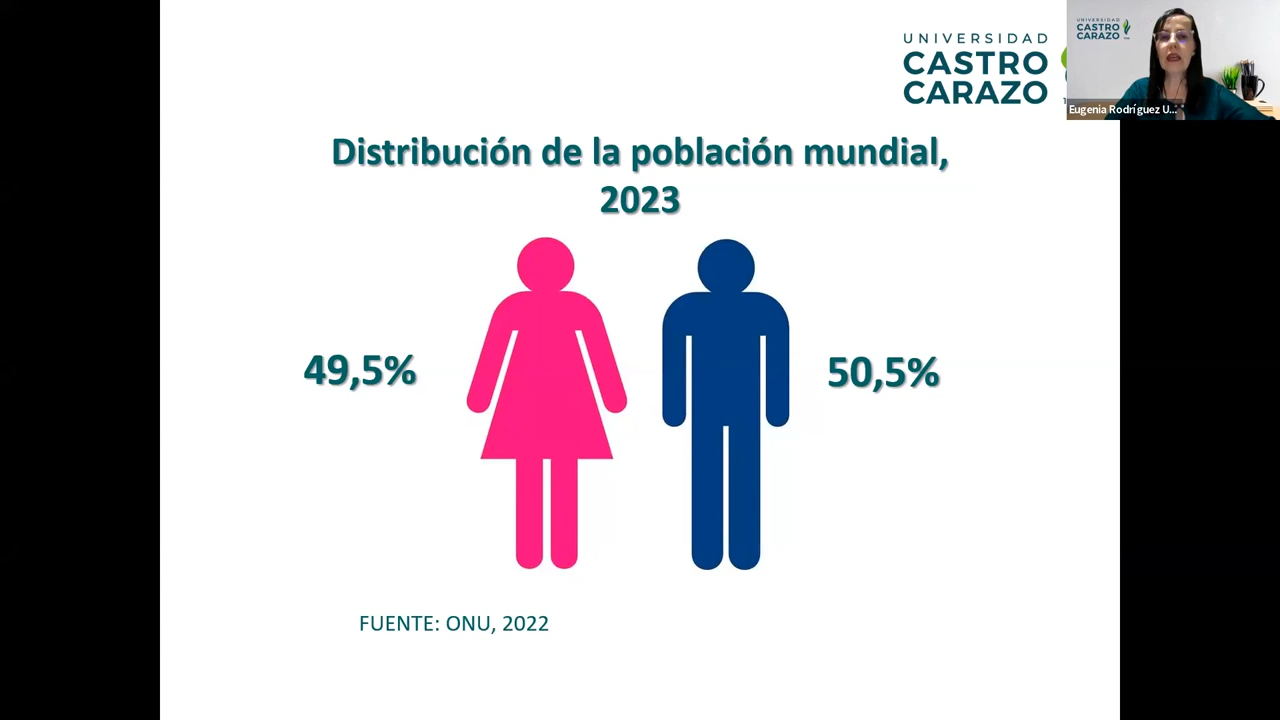 UNIVERSIDAD
CASTRO
CARAZO
UNIVERSIDAD
CASTRO
CARAZO
Eugenia Rodríguez U...
Distribución de la población mundial,
2023
49,5%
50,5%
FUENTE: ONU, 2022